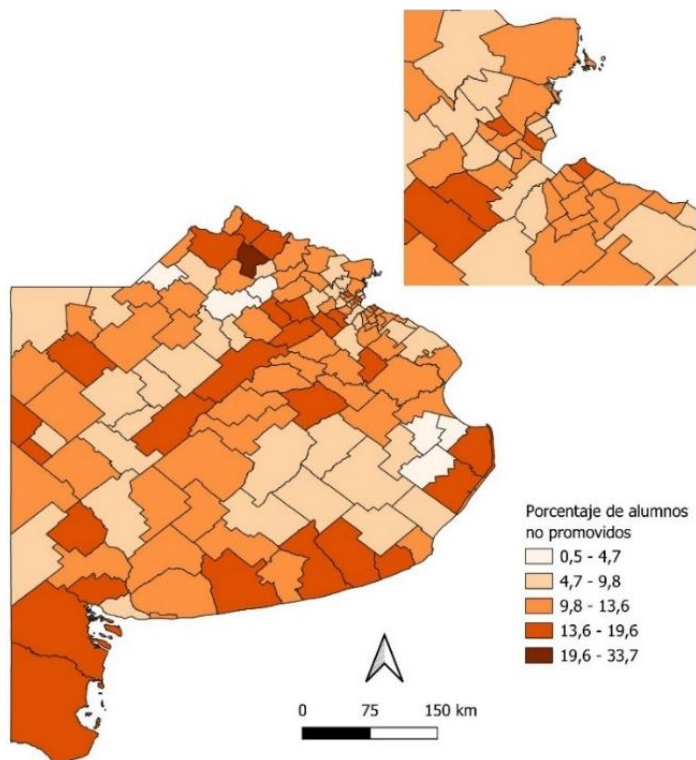 Porcentaje de alumnos
no promovidos
0,5 - 4,7
4,7 - 9,8
9,8 - 13,6
13,6 - 19,6
19,6 - 33,7
0 75 150 km